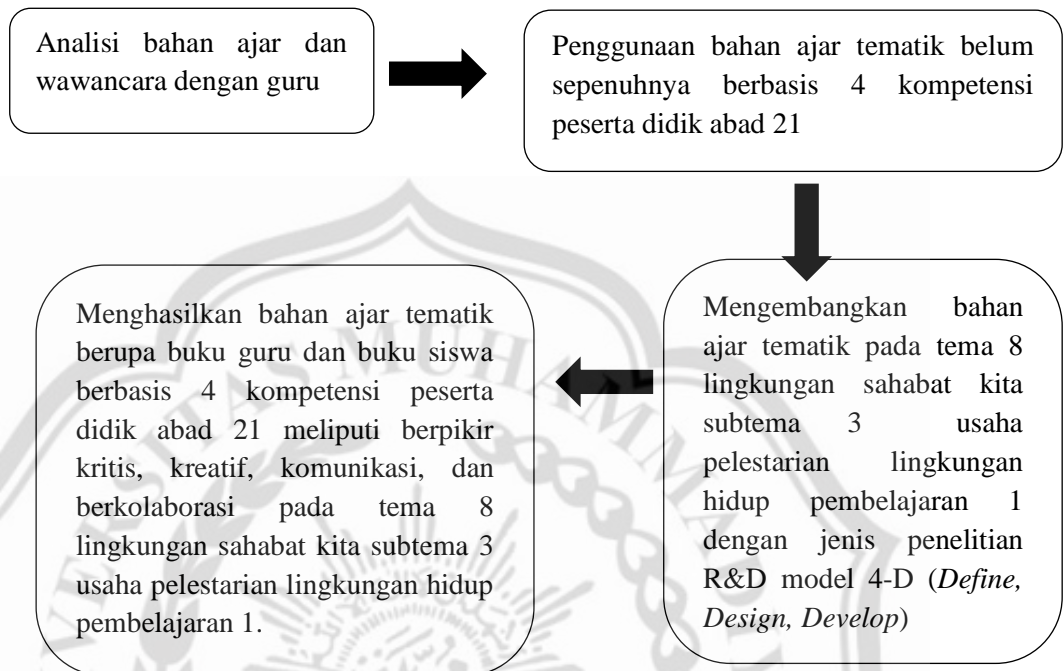 Analisi bahan ajar dan
wawancara dengan guru
Penggunaan bahan ajar tematik belum
sepenuhnya berbasis 4 kompetensi
peserta didik abad 21
Mengembangkan bahan
ajar tematik pada tema 8
lingkungan sahabat kita
subtema 3 usaha
pelestarian lingkungan
hidup pembelajaran 1
dengan jenis penelitian
R&D model 4-D (Define,
Design, Develop)
Menghasilkan bahan ajar tematik
berupa buku guru dan buku siswa
berbasis 4 kompetensi peserta
didik abad 21 meliputi berpikir
kritis, kreatif, komunikasi, dan
berkolaborasi pada tema 8
lingkungan sahabat kita subtema 3
usaha pelestarian lingkungan hidup
pembelajaran 1.